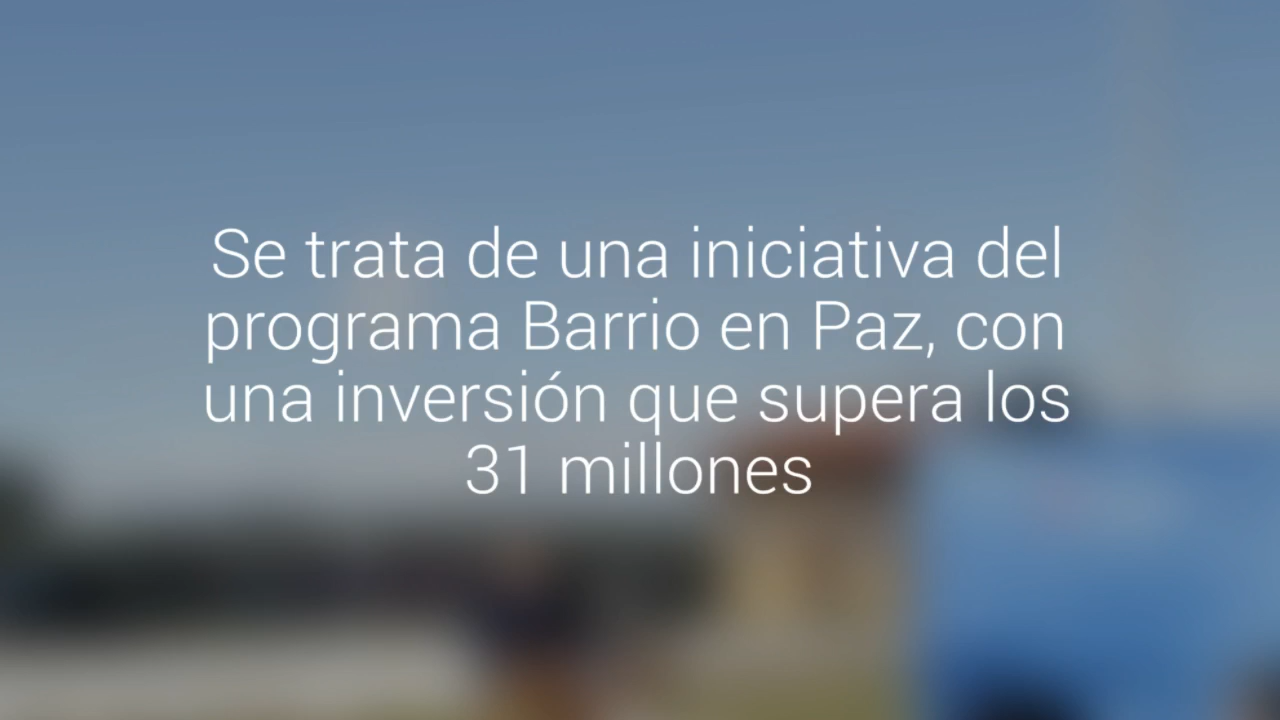 Se trata de una iniciativa del
programa Barrio en Paz, con
una inversión que supera los
31 millones